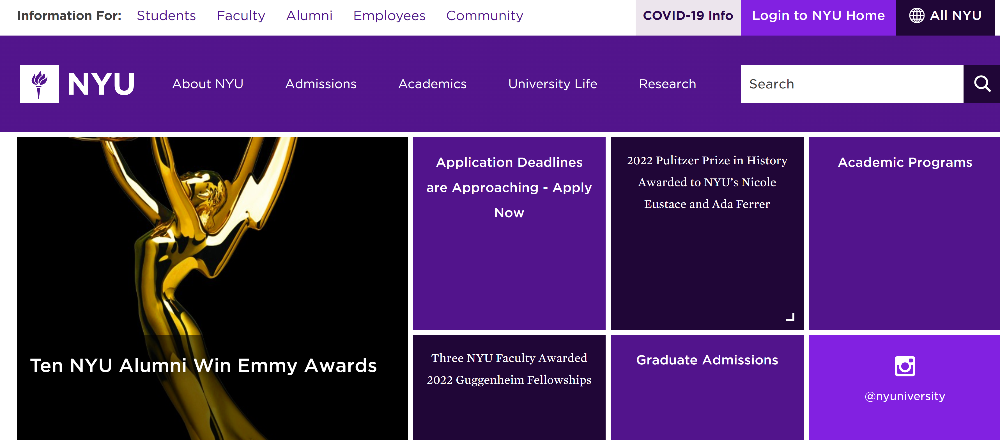 Information For: Students Faculty Alumni Employees Community COVID-19 Info Login to NYU Home All NYU
NYU About NYU Admissions Academics University Life Research Search
Ten NYU Alumni Win Emmy Awards
Application Deadlines
are Approaching - Apply
Now
2022 Pulitzer Prize in History
Awarded to NYU’s Nicole
Eustace and Ada Ferrer
Academic Programs
Three NYU Faculty Awarded
2022 Guggenheim Fellowships
Graduate Admissions
@nyuniversity